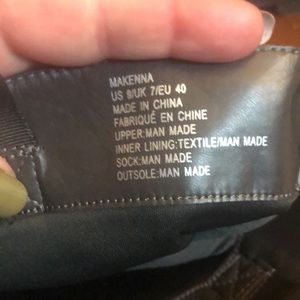 MAKENNA
US 9/UK 7/EU 40
MADE IN CHINA
FABRIQUÉ EN CHINE
UPPER:MAN MADE
INNER LINING:TEXTILE/MAN MADE
SOCK:MAN MADE
OUTSOLE:MAN MADE